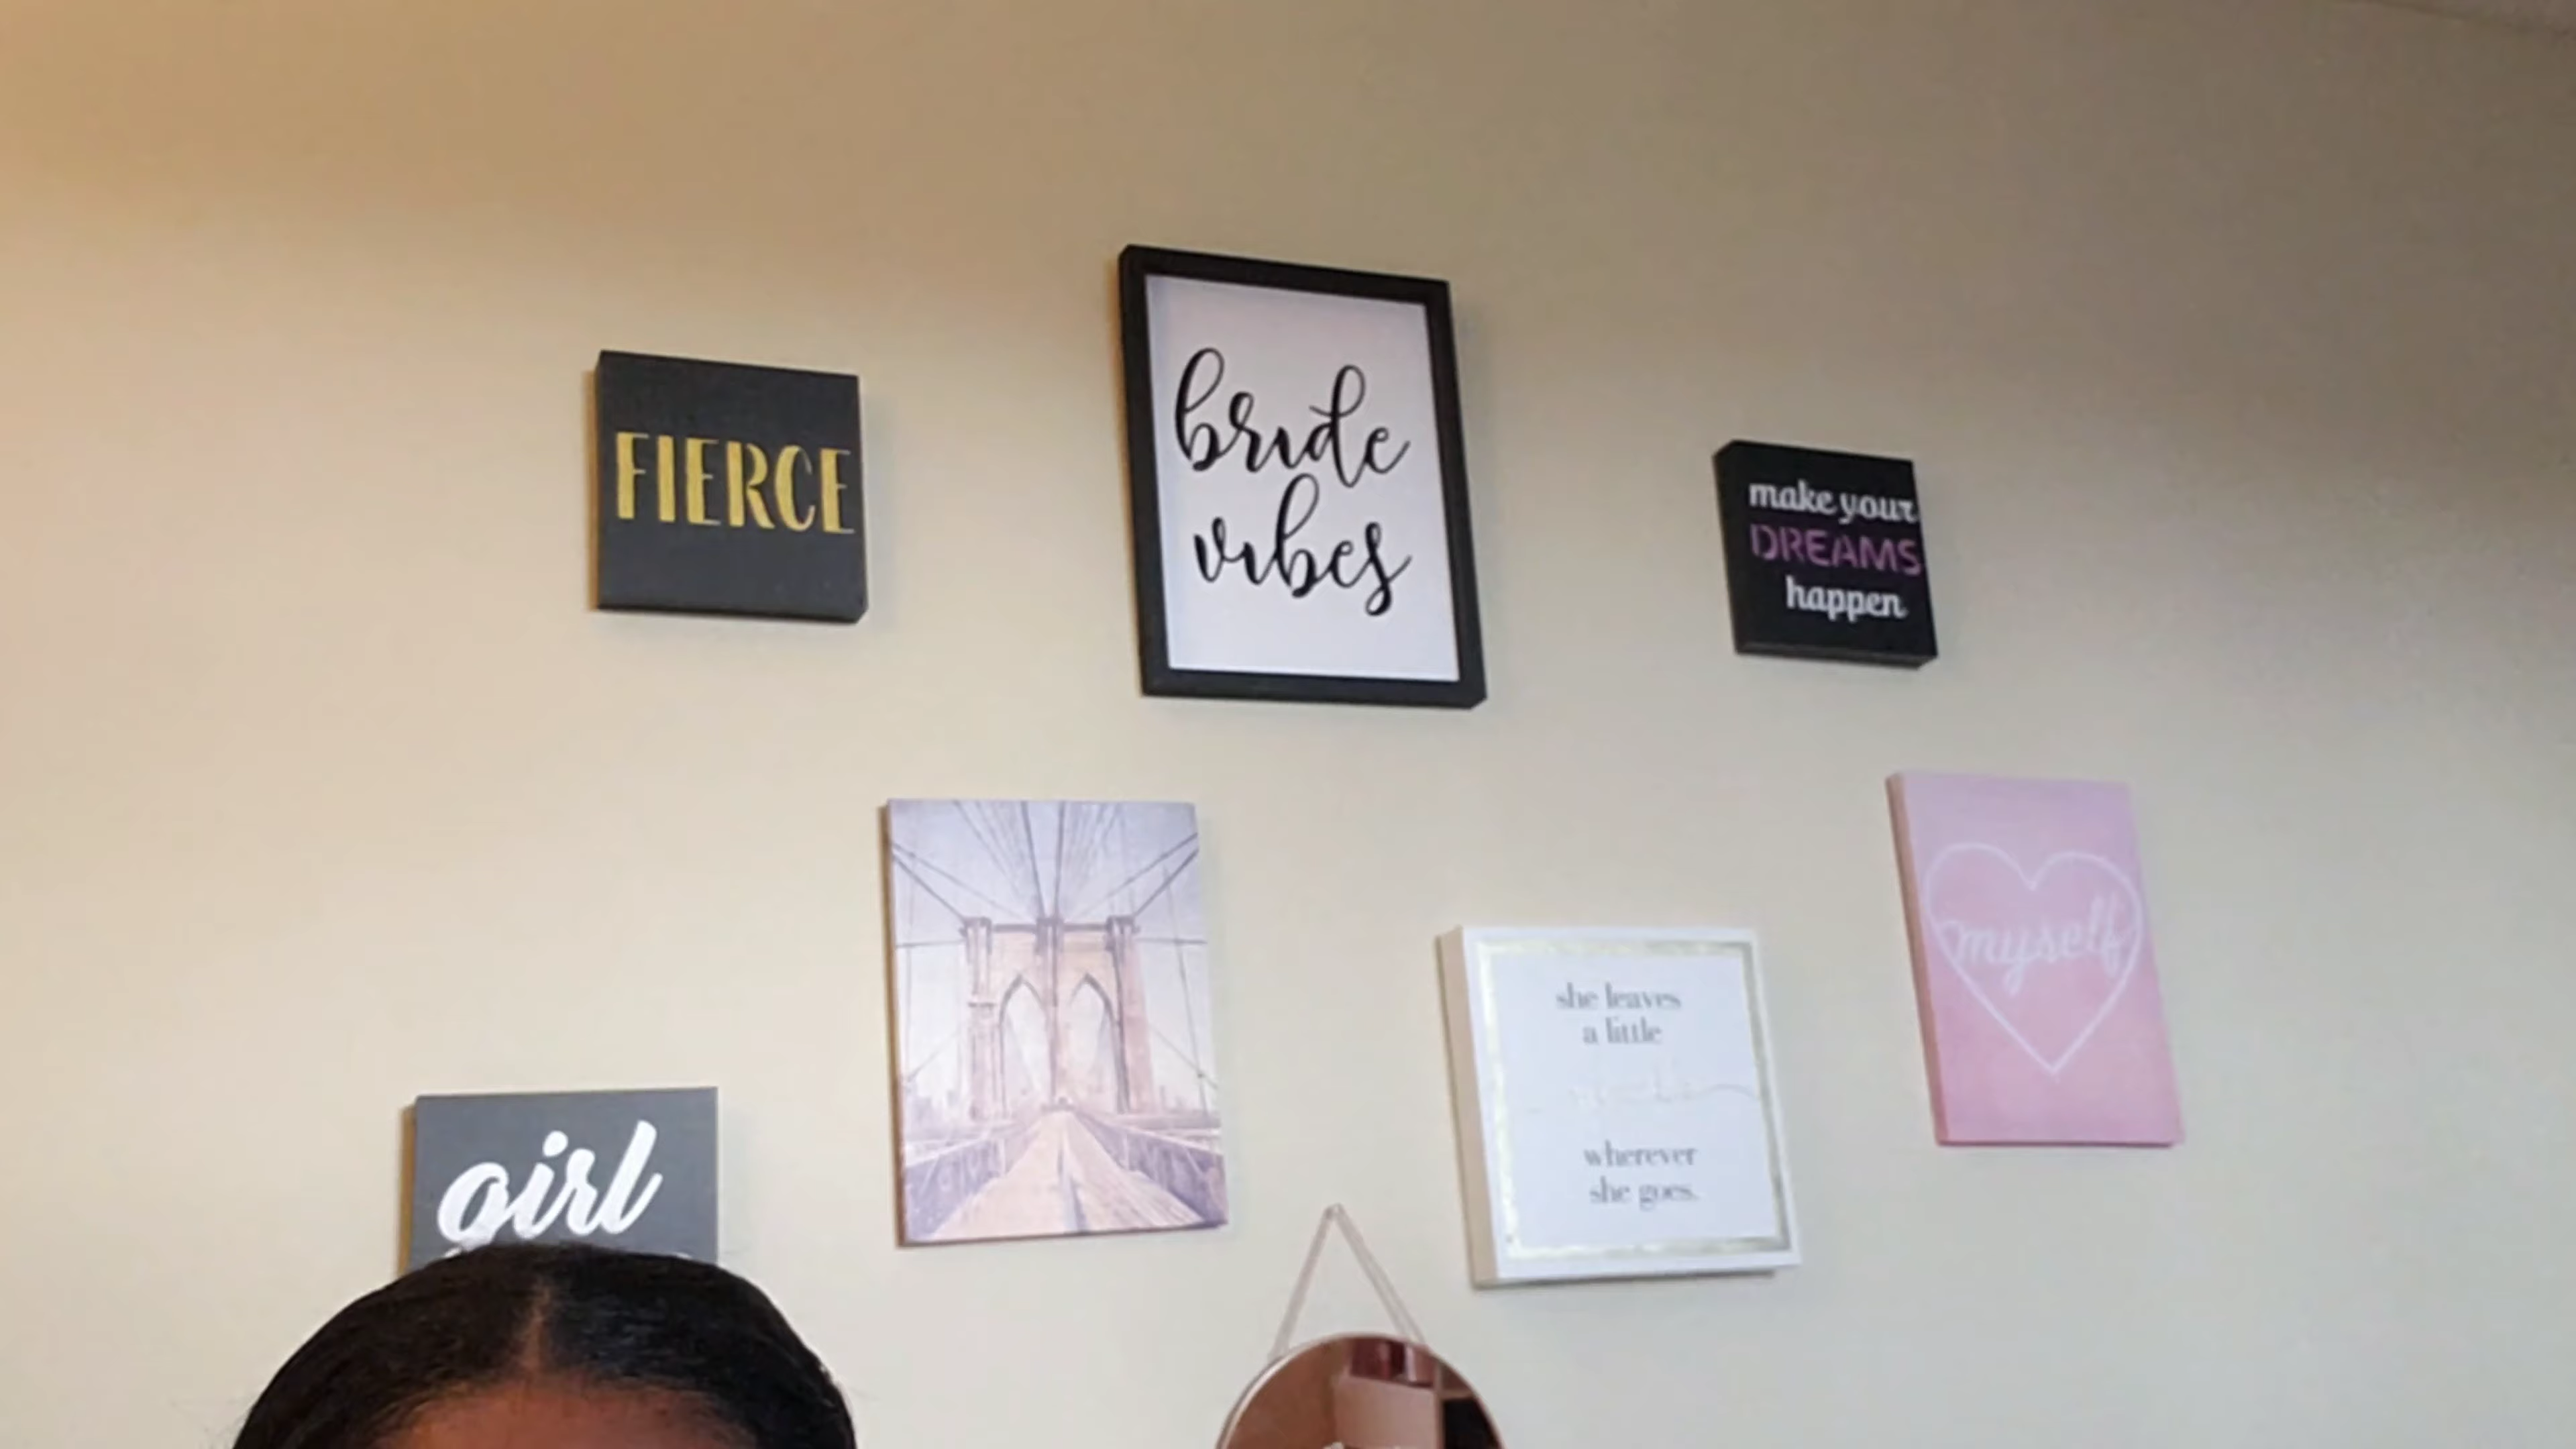 FIERCE
bride
vibes
make your
DREAMS
happen
myself
she leaves
a little
wherever
she goes.
girl